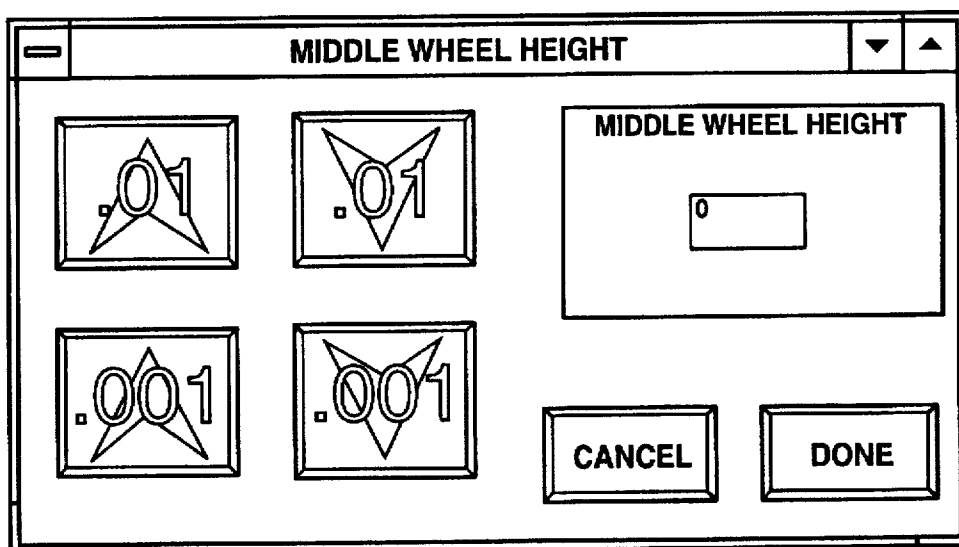 MIDDLE WHEEL HEIGHT
.01
.01
MIDDLE WHEEL HEIGHT
0
.001
.001
CANCEL
DONE